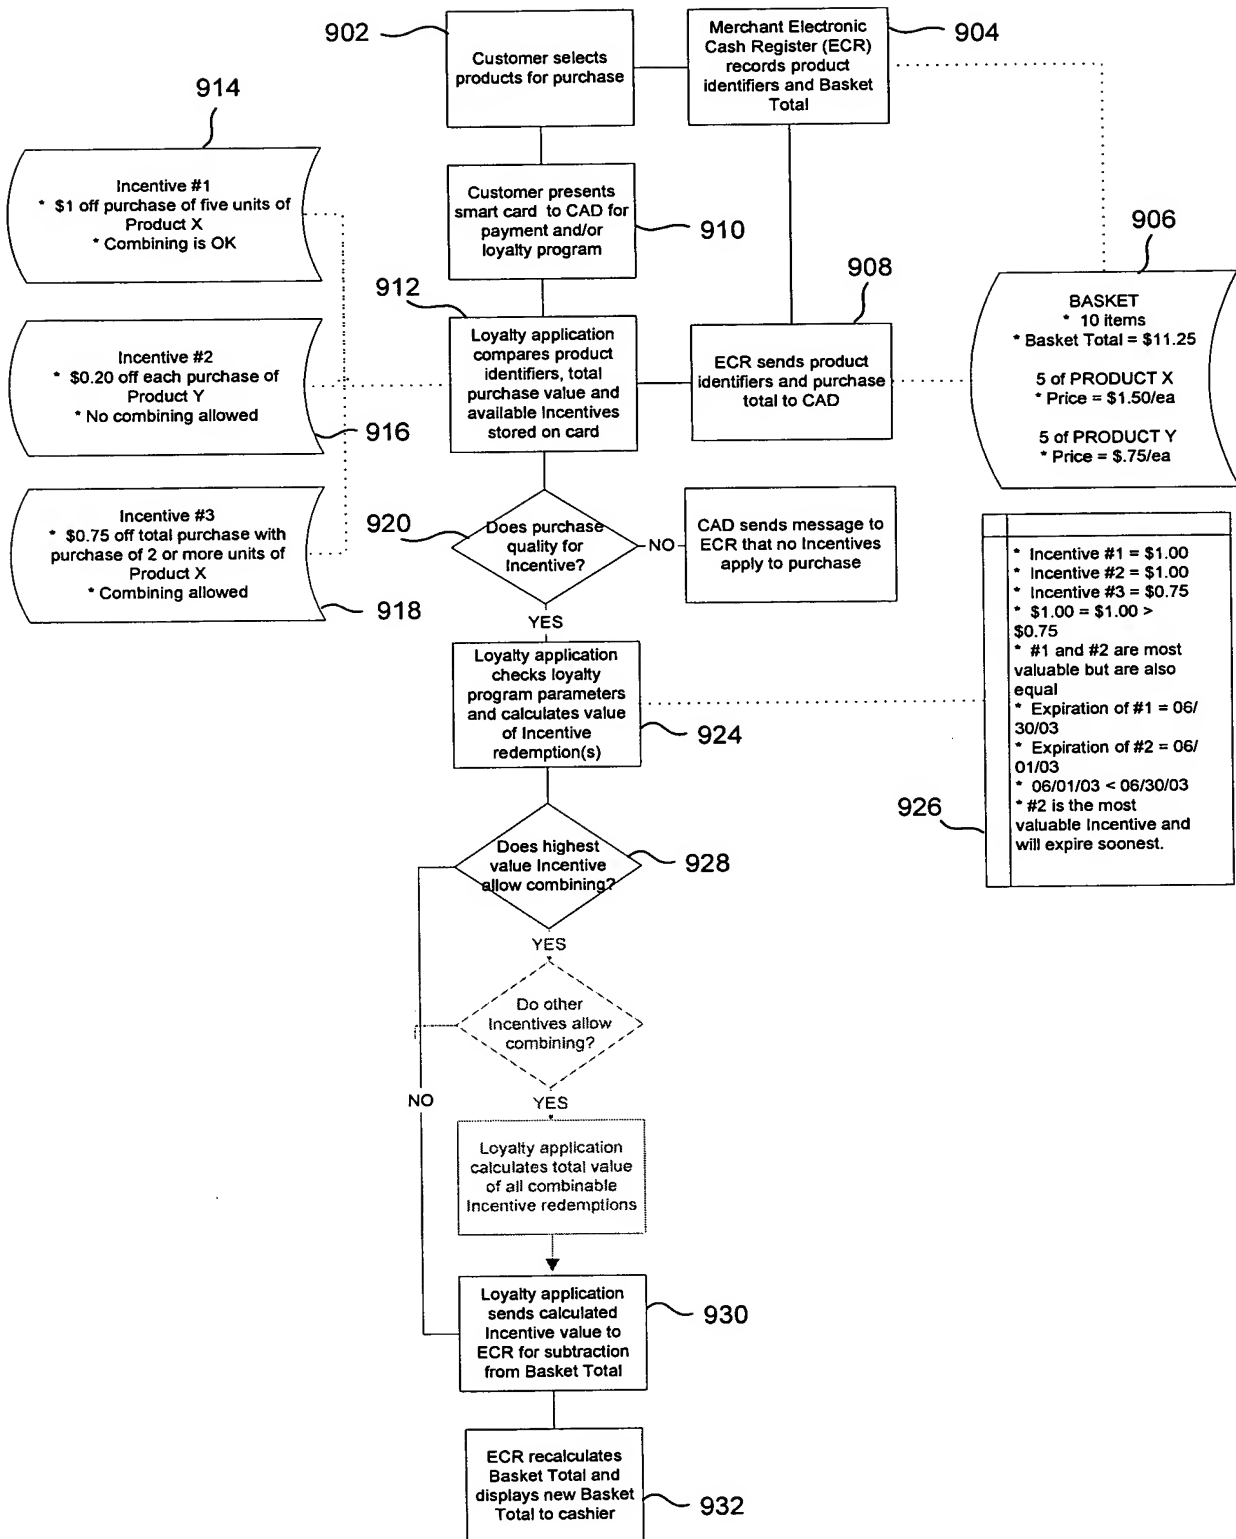 902
Customer selects
products for purchase
Merchant Electronic
Cash Register (ECR)
records product
identifiers and Basket
Total
904
914
Incentive #1
* $1 off purchase of five units of
Product X
* Combining is OK
Customer presents
smart card to CAD for
payment and/or
loyalty program
910
906
BASKET
* 10 items
* Basket Total = $11.25
5 of PRODUCT X
* Price = $1.50/ea
5 of PRODUCT Y
* Price = $.75/ea
912
Loyalty application
compares product
identifiers, total
purchase value and
available Incentives
stored on card
908
ECR sends product
identifiers and purchase
total to CAD
Incentive #2
* $0.20 off each purchase of
Product Y
* No combining allowed
916
Incentive #3
* $0.75 off total purchase with
purchase of 2 or more units of
Product X
* Combining allowed
918
920
Does purchase
quality for
Incentive?
NO
CAD sends message to
ECR that no Incentives
apply to purchase
YES
Loyalty application
checks loyalty
program parameters
and calculates value
of Incentive
redemption(s)
924
* Incentive #1 = $1.00
* Incentive #2 = $1.00
* Incentive #3 = $0.75
* $1.00 = $1.00 >
$0.75
* #1 and #2 are most
valuable but are also
equal
* Expiration of #1 = 06/
30/03
* Expiration of #2 = 06/
01/03
* 06/01/03 < 06/30/03
* #2 is the most
valuable Incentive and
will expire soonest.
926
Does highest
value Incentive
allow combining?
928
YES
Do other
Incentives allow
combining?
NO
YES
Loyalty application
calculates total value
of all combinable
Incentive redemptions
Loyalty application
sends calculated
Incentive value to
ECR for subtraction
from Basket Total
930
ECR recalculates
Basket Total and
displays new Basket
Total to cashier
932